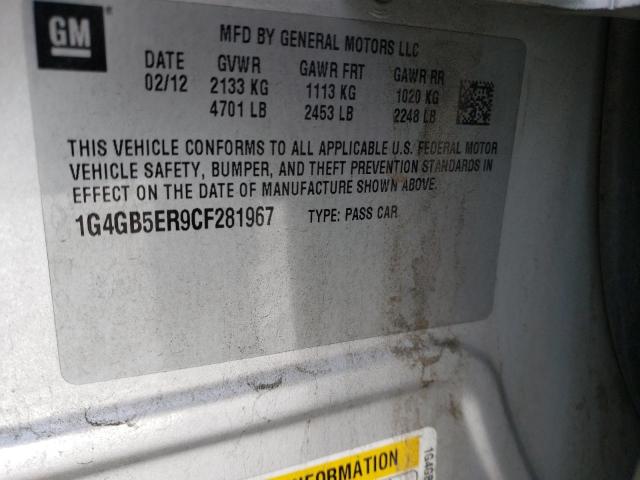 GM
MFD BY GENERAL MOTORS LLC
DATE GVWR GAWR FRT GAWR RR
02/12 2133 KG 1113 KG 1020 KG
4701 LB 2453 LB 2248 LB
THIS VEHICLE CONFORMS TO ALL APPLICABLE U.S. FEDERAL MOTOR
VEHICLE SAFETY, BUMPER, AND THEFT PREVENTION STANDARDS IN
EFFECT ON THE DATE OF MANUFACTURE SHOWN ABOVE.
1G4GB5ER9CF281967 TYPE: PASS CAR
INFORMATION
1G4GB